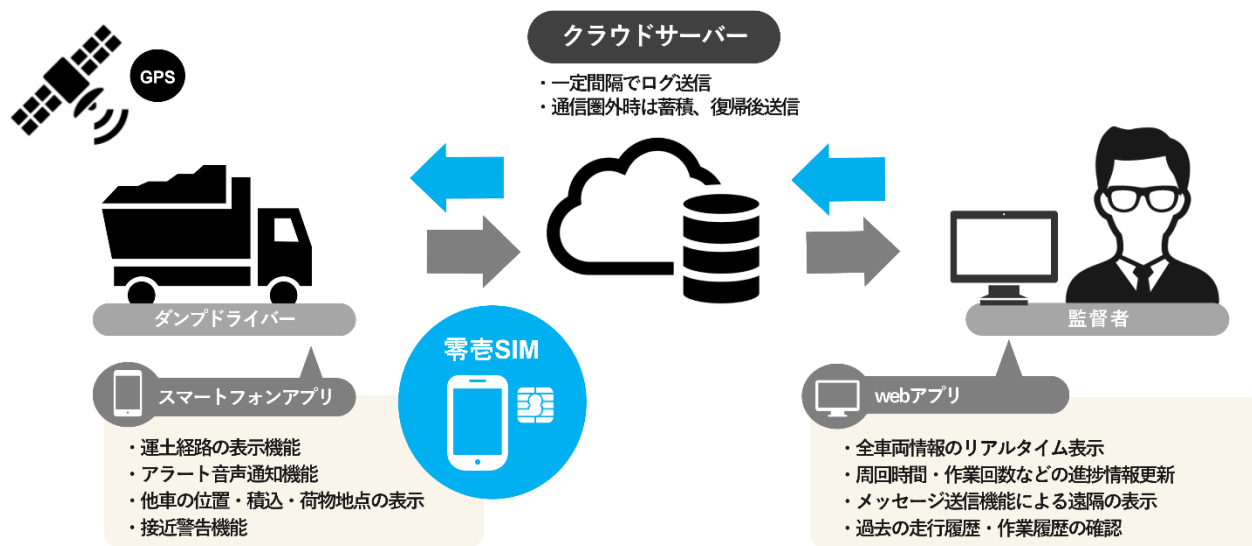 クラウドサーバー
GPS
・一定間隔でログ送信
・通信圏外時は蓄積、復帰後送信
ダンプドライバー
監督者
零壱SIM
スマートフォンアプリ
・運土経路の表示機能
・アラート音声通知機能
・他車の位置・積込・荷物地点の表示
・接近警告機能
webアプリ
・全車両情報のリアルタイム表示
・周回時間・作業回数などの進捗情報更新
・メッセージ送信機能による遠隔の表示
・過去の走行履歴・作業履歴の確認